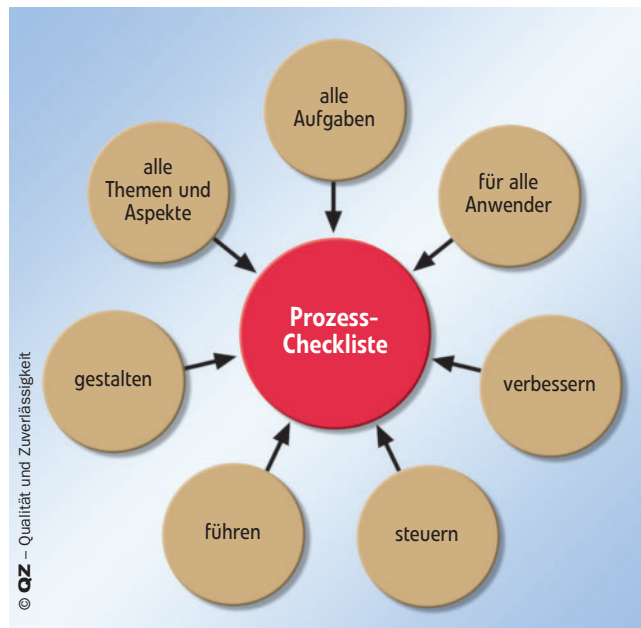 alle
Aufgaben
alle
Themen und
Aspekte
für alle
Anwender
Prozess-
Checkliste
gestalten
verbessern
führen
steuern
© QZ – Qualität und Zuverlässigkeit